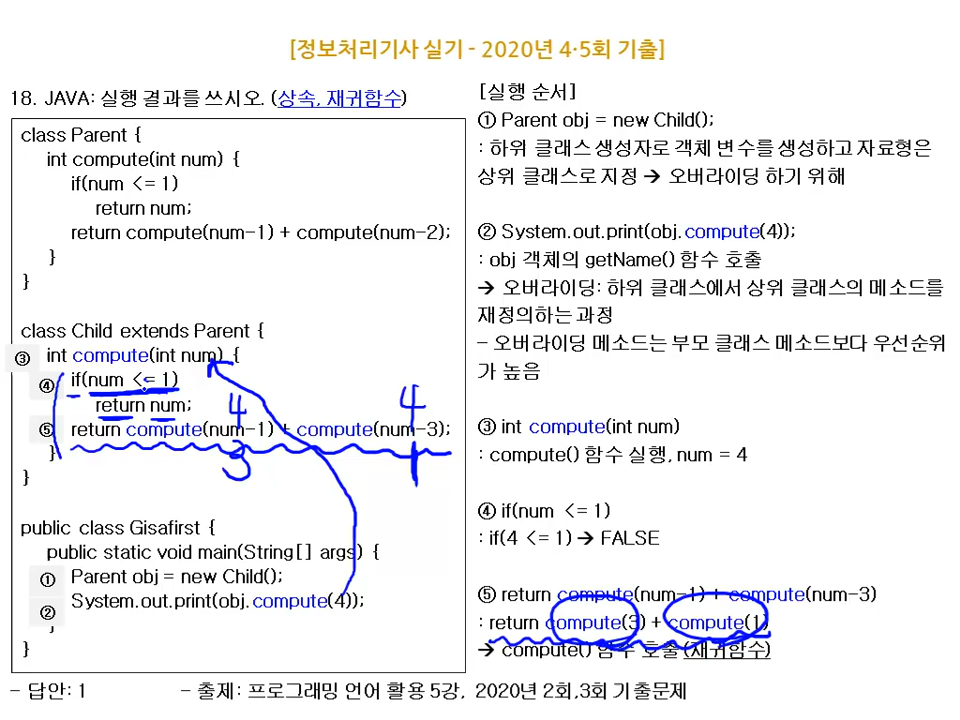 [정보처리기사 실기 - 2020년 4·5회 기출]
18. JAVA: 실행 결과를 쓰시오. (상속, 재귀함수)
class Parent {
int compute(int num) {
if(num <= 1)
return num;
return compute(num-1) + compute(num-2);
}
}
class Child extends Parent {
③ int compute(int num) {
④ if(num <= 1)
return num;
4 4
⑤ return compute(num-1) + compute(num-3);
3 1
}
}
public class Gisafirst {
public static void main(String[] args) {
① Parent obj = new Child();
② System.out.print(obj.compute(4));
}
}
- 답안: 1 - 출제: 프로그래밍 언어 활용 5강, 2020년 2회,3회 기출문제
[실행 순서]
① Parent obj = new Child();
: 하위 클래스 생성자로 객체 변수를 생성하고 자료형은
상위 클래스로 지정 → 오버라이딩 하기 위해
② System.out.print(obj.compute(4));
: obj 객체의 getName() 함수 호출
→ 오버라이딩: 하위 클래스에서 상위 클래스의 메소드를
재정의하는 과정
- 오버라이딩 메소드는 부모 클래스 메소드보다 우선순위
가 높음
③ int compute(int num)
: compute() 함수 실행, num = 4
④ if(num <= 1)
: if(4 <= 1) → FALSE
⑤ return compute(num-1) + compute(num-3)
: return compute(3) + compute(1)
→ compute() 함수 호출 (재귀함수)